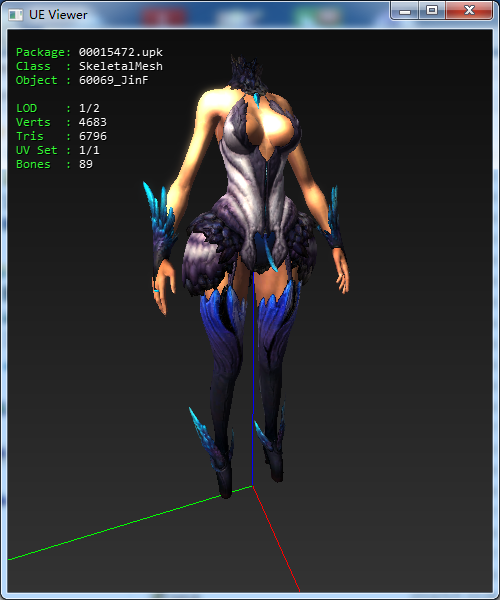 UE Viewer
Package: 00015472.upk
Class  : SkeletalMesh
Object : 60069_JinF
LOD    : 1/2
Verts  : 4683
Tris   : 6796
UV Set : 1/1
Bones  : 89